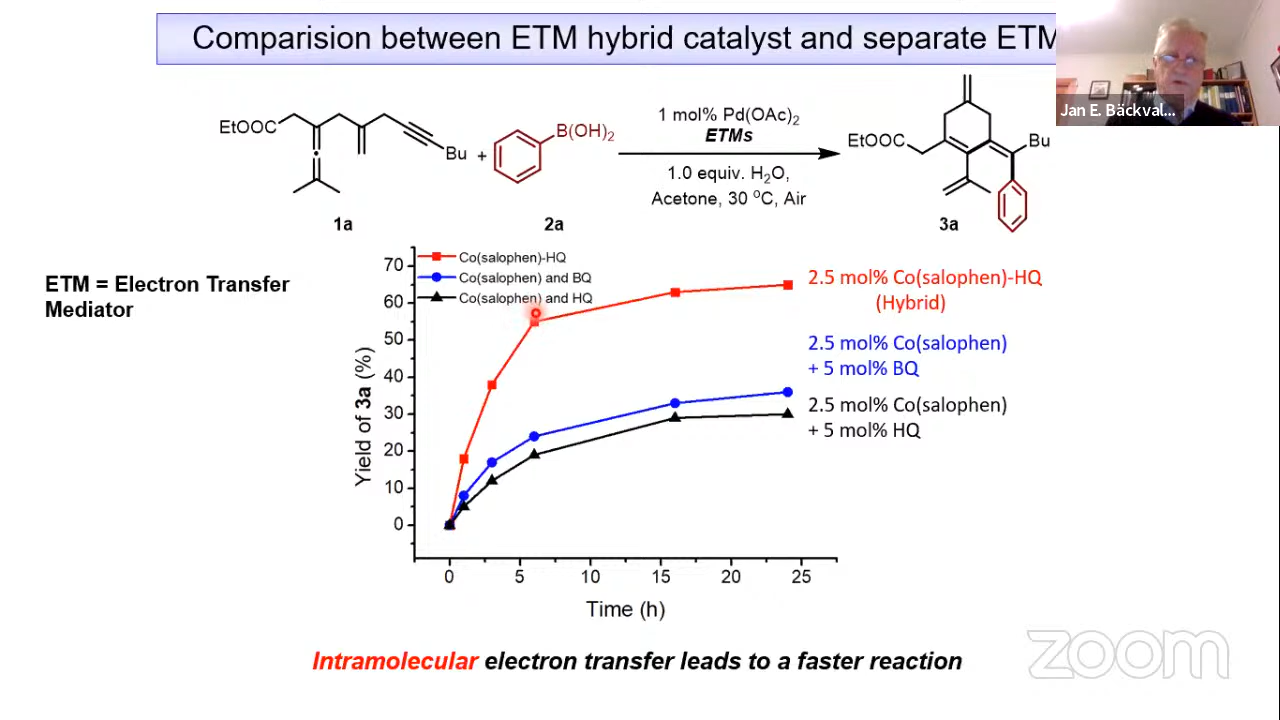 Comparision between ETM hybrid catalyst and separate ETM
Jan E. Bäckval...
EtOOC
Bu
+
B(OH)2
1 mol% Pd(OAc)2
ETMs
1.0 equiv. H2O,
Acetone, 30 oC, Air
EtOOC
Bu
1a
2a
3a
ETM = Electron Transfer
Mediator
Co(salophen)-HQ
Co(salophen) and BQ
Co(salophen) and HQ
70
60
50
40
30
20
10
0
Yield of 3a (%)
0 5 10 15 20 25
Time (h)
2.5 mol% Co(salophen)-HQ
(Hybrid)
2.5 mol% Co(salophen)
+ 5 mol% BQ
2.5 mol% Co(salophen)
+ 5 mol% HQ
Intramolecular electron transfer leads to a faster reaction
zoom